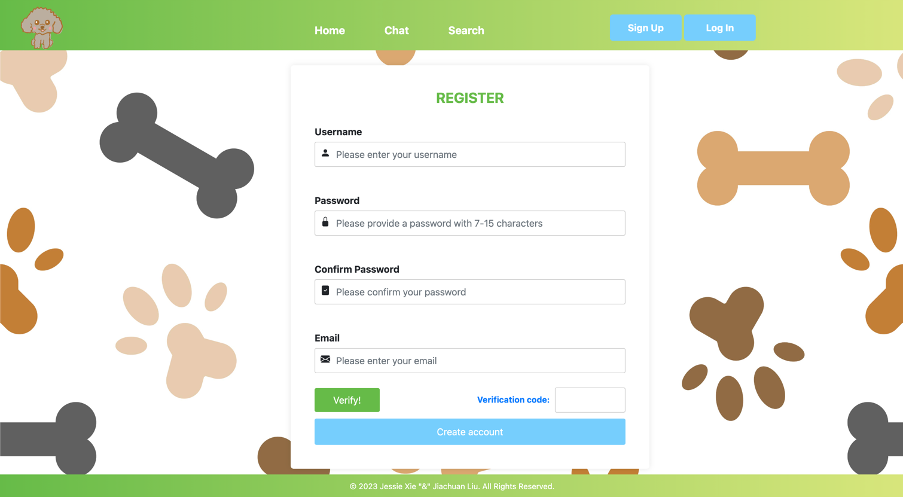 Home Chat Search Sign Up Log In
REGISTER
Username
Please enter your username
Password
Please provide a password with 7-15 characters
Confirm Password
Please confirm your password
Email
Please enter your email
Verify! Verification code:
Create account
© 2023 Jessie Xie "&" Jiachuan Liu. All Rights Reserved.